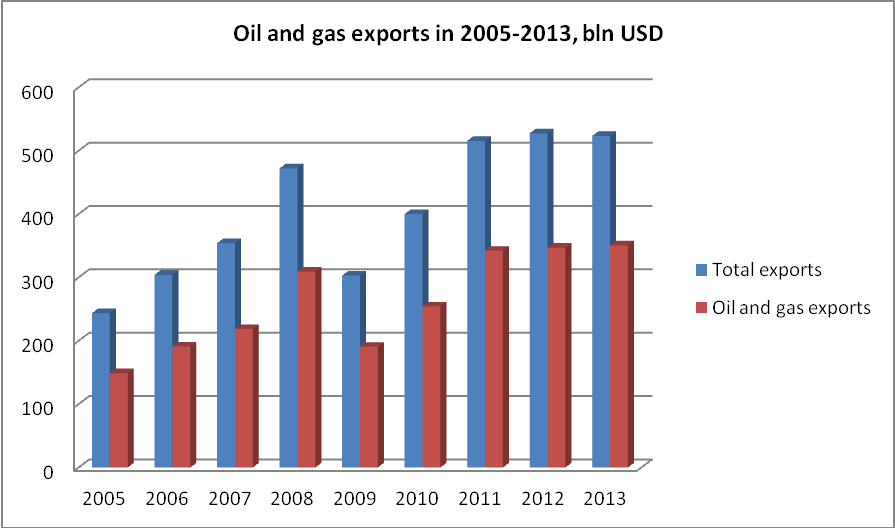 Oil and gas exports in 2005-2013, bln USD
600
500
400
300
200
100
0
2005 2006 2007 2008 2009 2010 2011 2012 2013
Total exports
Oil and gas exports